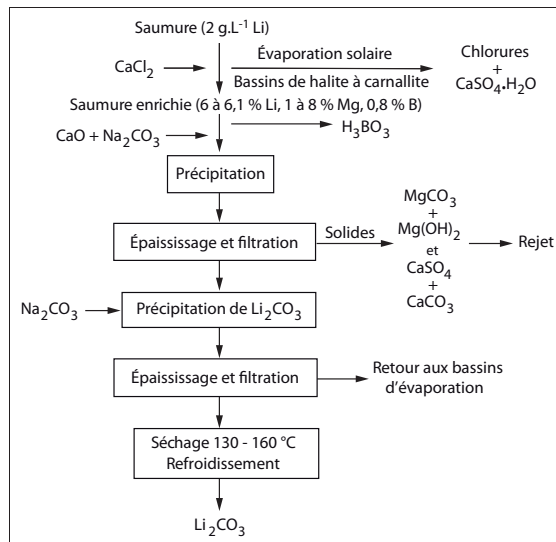 Saumure (2 g.L⁻¹ Li)
CaCl₂
Évaporation solaire
Bassins de halite à carnallite
Chlorures
+
CaSO₄•H₂O
Saumure enrichie (6 à 6,1 % Li, 1 à 8 % Mg, 0,8 % B)
H₃BO₃
CaO + Na₂CO₃
Précipitation
Épaississage et filtration
Solides
MgCO₃
+
Mg(OH)₂
et
CaSO₄
+
CaCO₃
Rejet
Na₂CO₃
Précipitation de Li₂CO₃
Épaississage et filtration
Retour aux bassins
d'évaporation
Séchage 130 - 160 °C
Refroidissement
Li₂CO₃